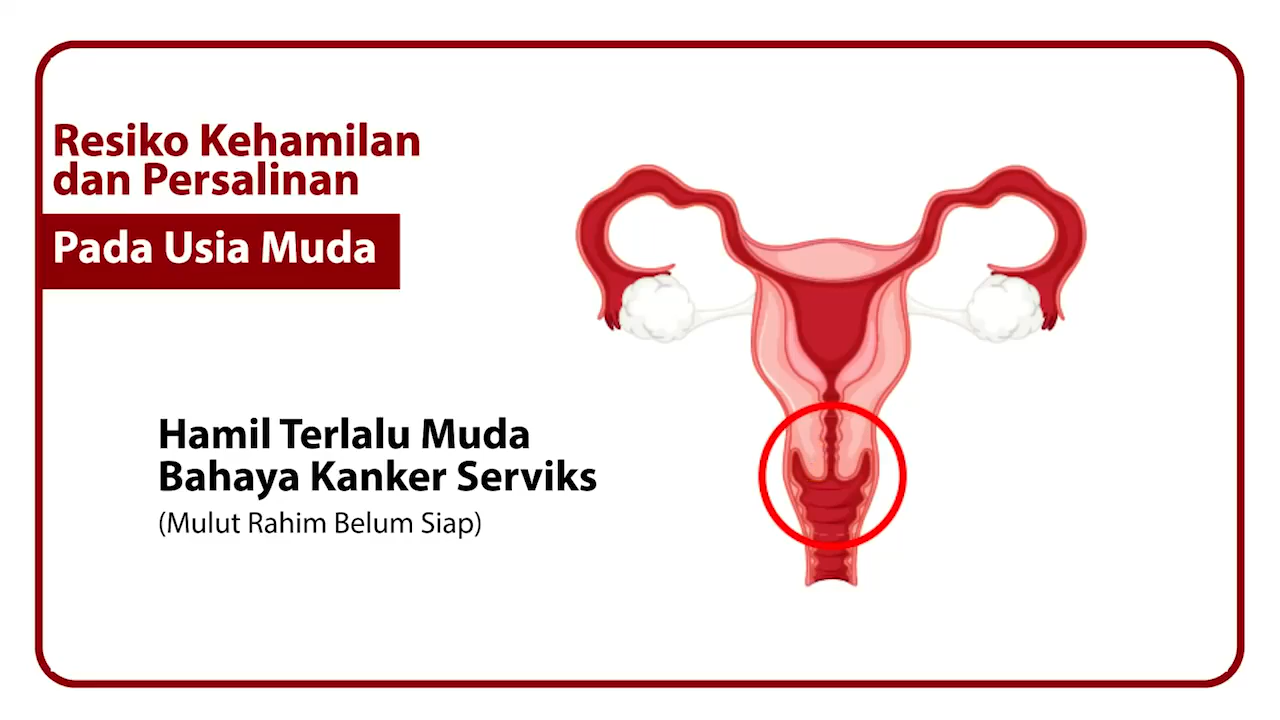 Resiko Kehamilan
dan Persalinan
Pada Usia Muda
Hamil Terlalu Muda
Bahaya Kanker Serviks
(Mulut Rahim Belum Siap)